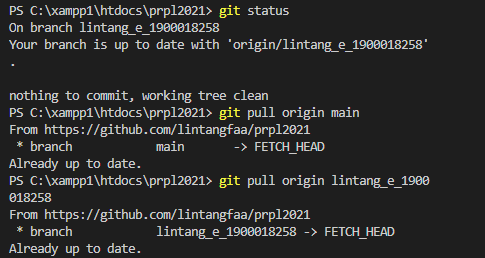 PS C:\xampp1\htdocs\prpl2021> git status
On branch lintang_e_1900018258
Your branch is up to date with 'origin/lintang_e_1900018258'
.
nothing to commit, working tree clean
PS C:\xampp1\htdocs\prpl2021> git pull origin main
From https://github.com/lintangfaa/prpl2021
 * branch            main       -> FETCH_HEAD
Already up to date.
PS C:\xampp1\htdocs\prpl2021> git pull origin lintang_e_1900
018258
From https://github.com/lintangfaa/prpl2021
 * branch            lintang_e_1900018258 -> FETCH_HEAD
Already up to date.